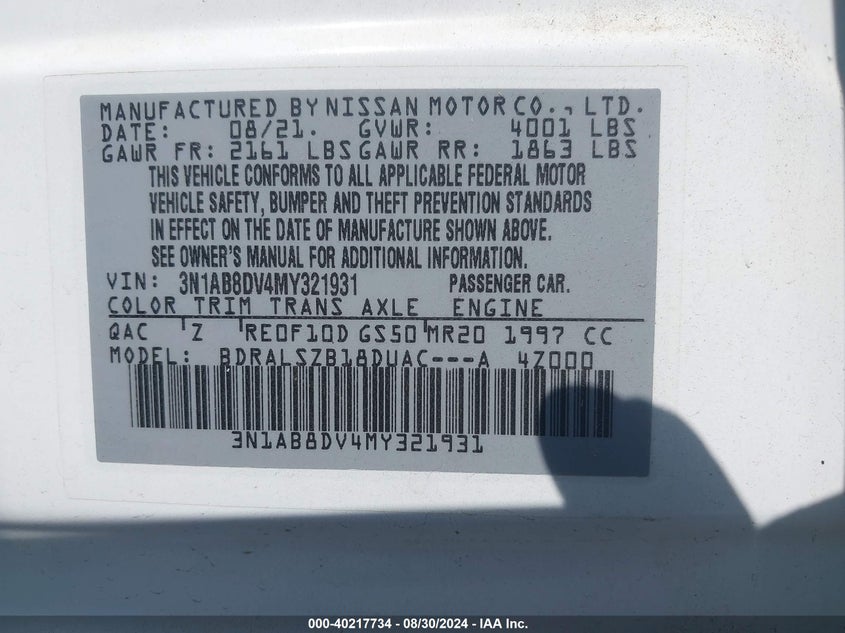 MANUFACTURED BY NISSAN MOTOR CO., LTD.
DATE: 08/21. GVWR: 4001 LBS
GAWR FR: 2161 LBS GAWR RR: 1863 LBS
THIS VEHICLE CONFORMS TO ALL APPLICABLE FEDERAL MOTOR
VEHICLE SAFETY, BUMPER AND THEFT PREVENTION STANDARDS
IN EFFECT ON THE DATE OF MANUFACTURE SHOWN ABOVE.
SEE OWNER'S MANUAL FOR ADDITIONAL INFORMATION.
VIN: 3N1AB8DV4MY321931 PASSENGER CAR.
COLOR TRIM TRANS AXLE ENGINE
QAC Z RE0F10D GS50 MR20 1997 CC
MODEL: BDRALSZB18DUAC---A 4Z000
3N1AB8DV4MY321931
000-40217734 - 08/30/2024 - IAA Inc.